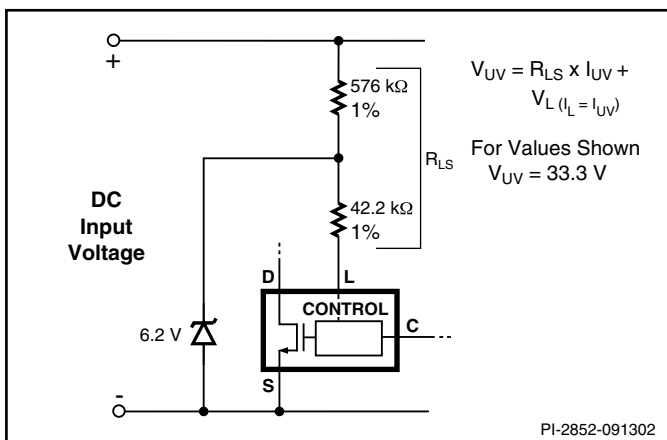 +
576 kΩ
1%
V_UV = R_LS x I_UV +
V_L (I_L = I_UV)
For Values Shown
V_UV = 33.3 V
R_LS
DC
Input
Voltage
42.2 kΩ
1%
D
L
CONTROL
C
6.2 V
S
-
PI-2852-091302